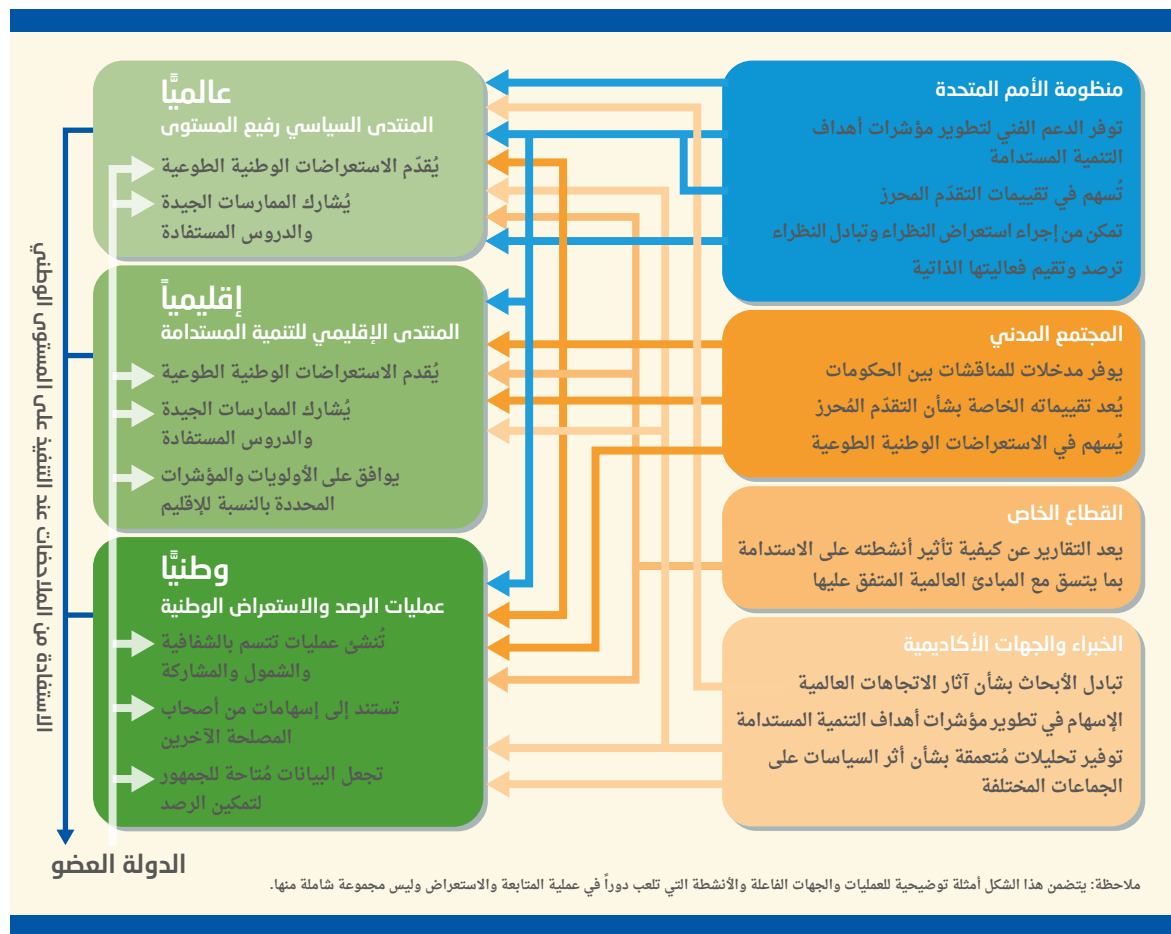 منظومة الأمم المتحدة
توفر الدعم الفني لتطوير مؤشرات أهداف
التنمية المستدامة
تُسهم في تقييمات التقدّم المحرز
تمكن من إجراء استعراض النظراء وتبادل النظراء
ترصد وتقيم فعاليتها الذاتية
المجتمع المدني
يوفر مدخلات للمناقشات بين الحكومات
يُعد تقييماته الخاصة بشأن التقدّم المُحرز
يُسهم في الاستعراضات الوطنية الطوعية
القطاع الخاص
يعد التقارير عن كيفية تأثير أنشطته على الاستدامة
بما يتسق مع المبادئ العالمية المتفق عليها
الخبراء والجهات الأكاديمية
تبادل الأبحاث بشأن آثار الاتجاهات العالمية
الإسهام في تطوير مؤشرات أهداف التنمية المستدامة
توفير تحليلات مُتعمقة بشأن أثر السياسات على
الجماعات المختلفة
عالميًّا
المنتدى السياسي رفيع المستوى
يُقدّم الاستعراضات الوطنية الطوعية
يُشارك الممارسات الجيدة
والدروس المستفادة
إقليمياً
المنتدى الإقليمي للتنمية المستدامة
يُقدم الاستعراضات الوطنية الطوعية
يُشارك الممارسات الجيدة
والدروس المستفادة
يوافق على الأولويات والمؤشرات
المحددة بالنسبة للإقليم
وطنيًّا
عمليات الرصد والاستعراض الوطنية
تُنشئ عمليات تتسم بالشفافية
والشمول والمشاركة
تستند إلى إسهامات من أصحاب
المصلحة الآخرين
تجعل البيانات مُتاحة للجمهور
لتمكين الرصد
الاستفادة من الملاحظات عند التنفيذ على المستوى الوطني
الدولة العضو
ملاحظة: يتضمن هذا الشكل أمثلة توضيحية للعمليات والجهات الفاعلة والأنشطة التي تلعب دوراً في عملية المتابعة والاستعراض وليس مجموعة شاملة منها.